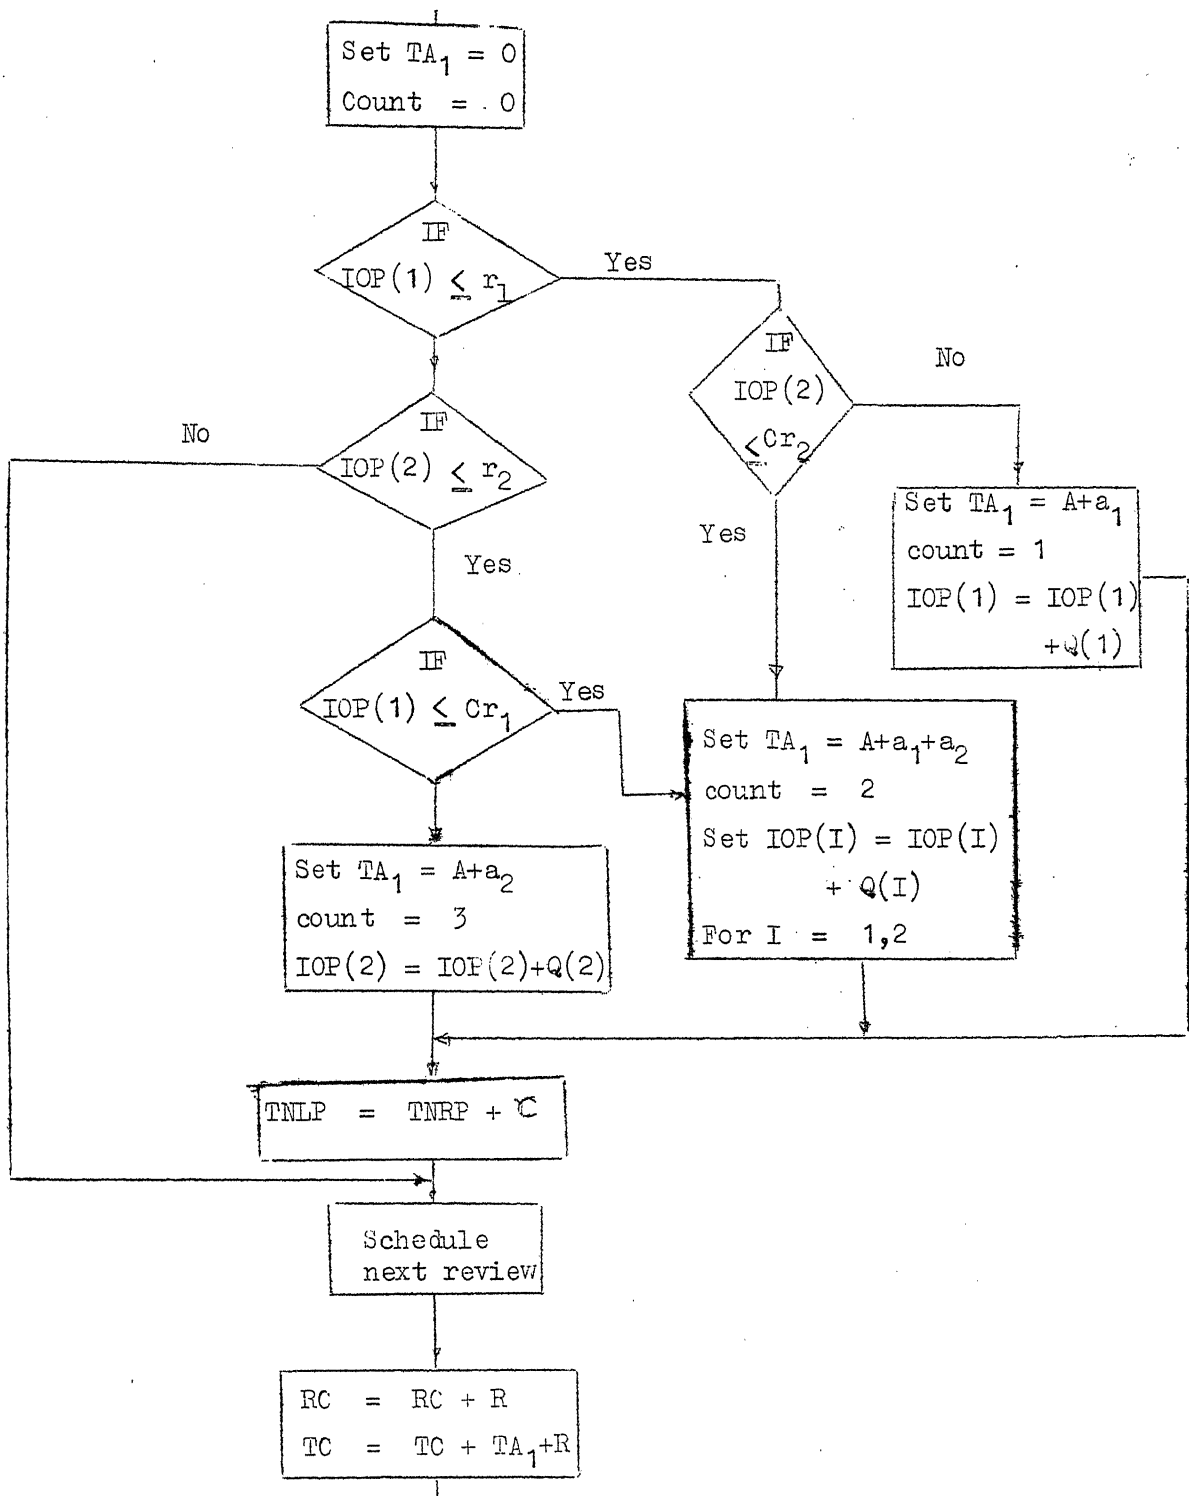 Set TA₁ = 0
Count = 0
IF
IOP(1) ≤ r₁
Yes
IF
IOP(2)
≤Cr₂
No
IF
IOP(2) ≤ r₂
No
Set TA₁ = A+a₁
count = 1
IOP(1) = IOP(1)
+Q(1)
Yes
Yes
IF
IOP(1) ≤ Cr₁
Yes
Set TA₁ = A+a₁+a₂
count = 2
Set IOP(I) = IOP(I)
+ Q(I)
For I = 1,2
Set TA₁ = A+a₂
count = 3
IOP(2) = IOP(2)+Q(2)
TNLP = TNRP + τ
Schedule
next review
RC = RC + R
TC = TC + TA₁+R